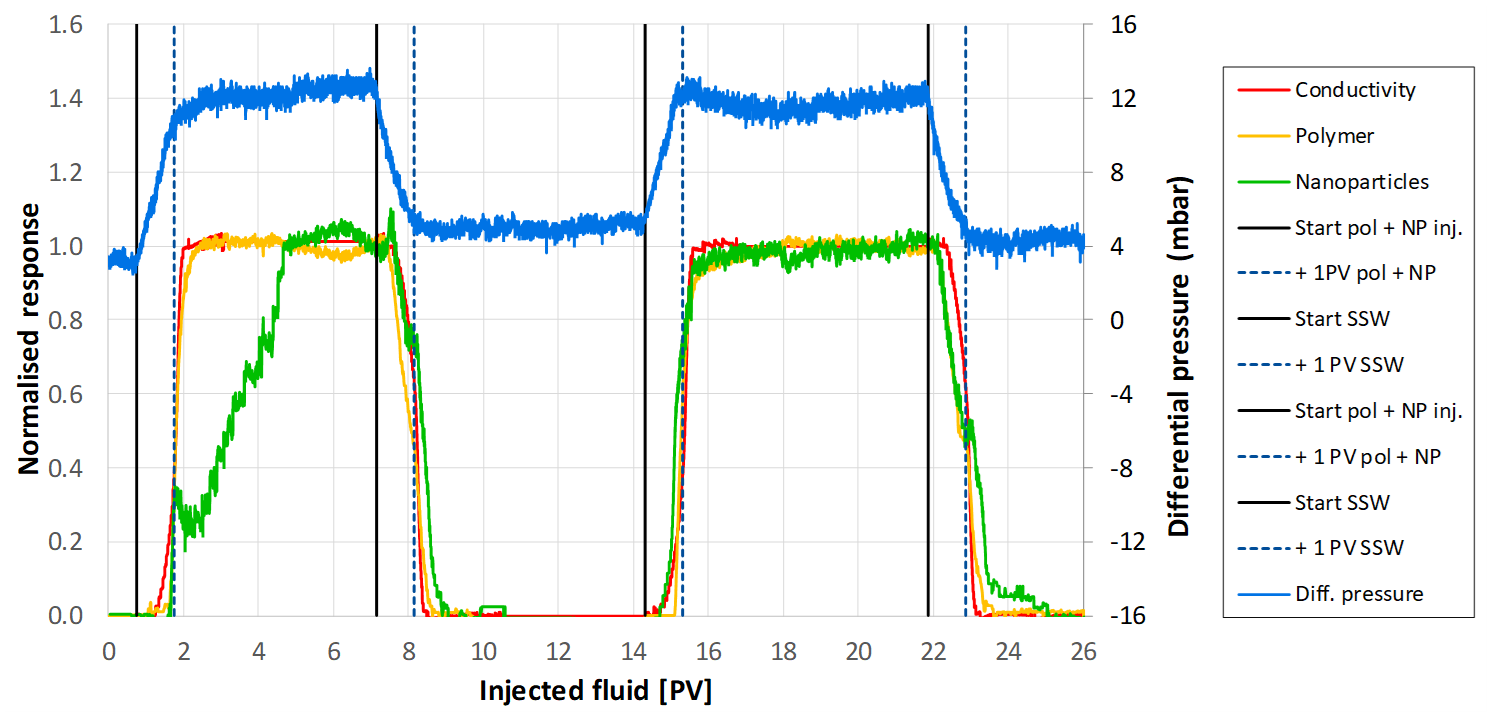 1.6
1.4
1.2
1.0
0.8
0.6
0.4
0.2
0.0
Normalised response
16
12
8
4
0
-4
-8
-12
-16
Differential pressure (mbar)
0 2 4 6 8 10 12 14 16 18 20 22 24 26
Injected fluid [PV]
Conductivity
Polymer
Nanoparticles
Start pol + NP inj.
+ 1PV pol + NP
Start SSW
+ 1 PV SSW
Start pol + NP inj.
+ 1 PV pol + NP
Start SSW
+ 1 PV SSW
Diff. pressure